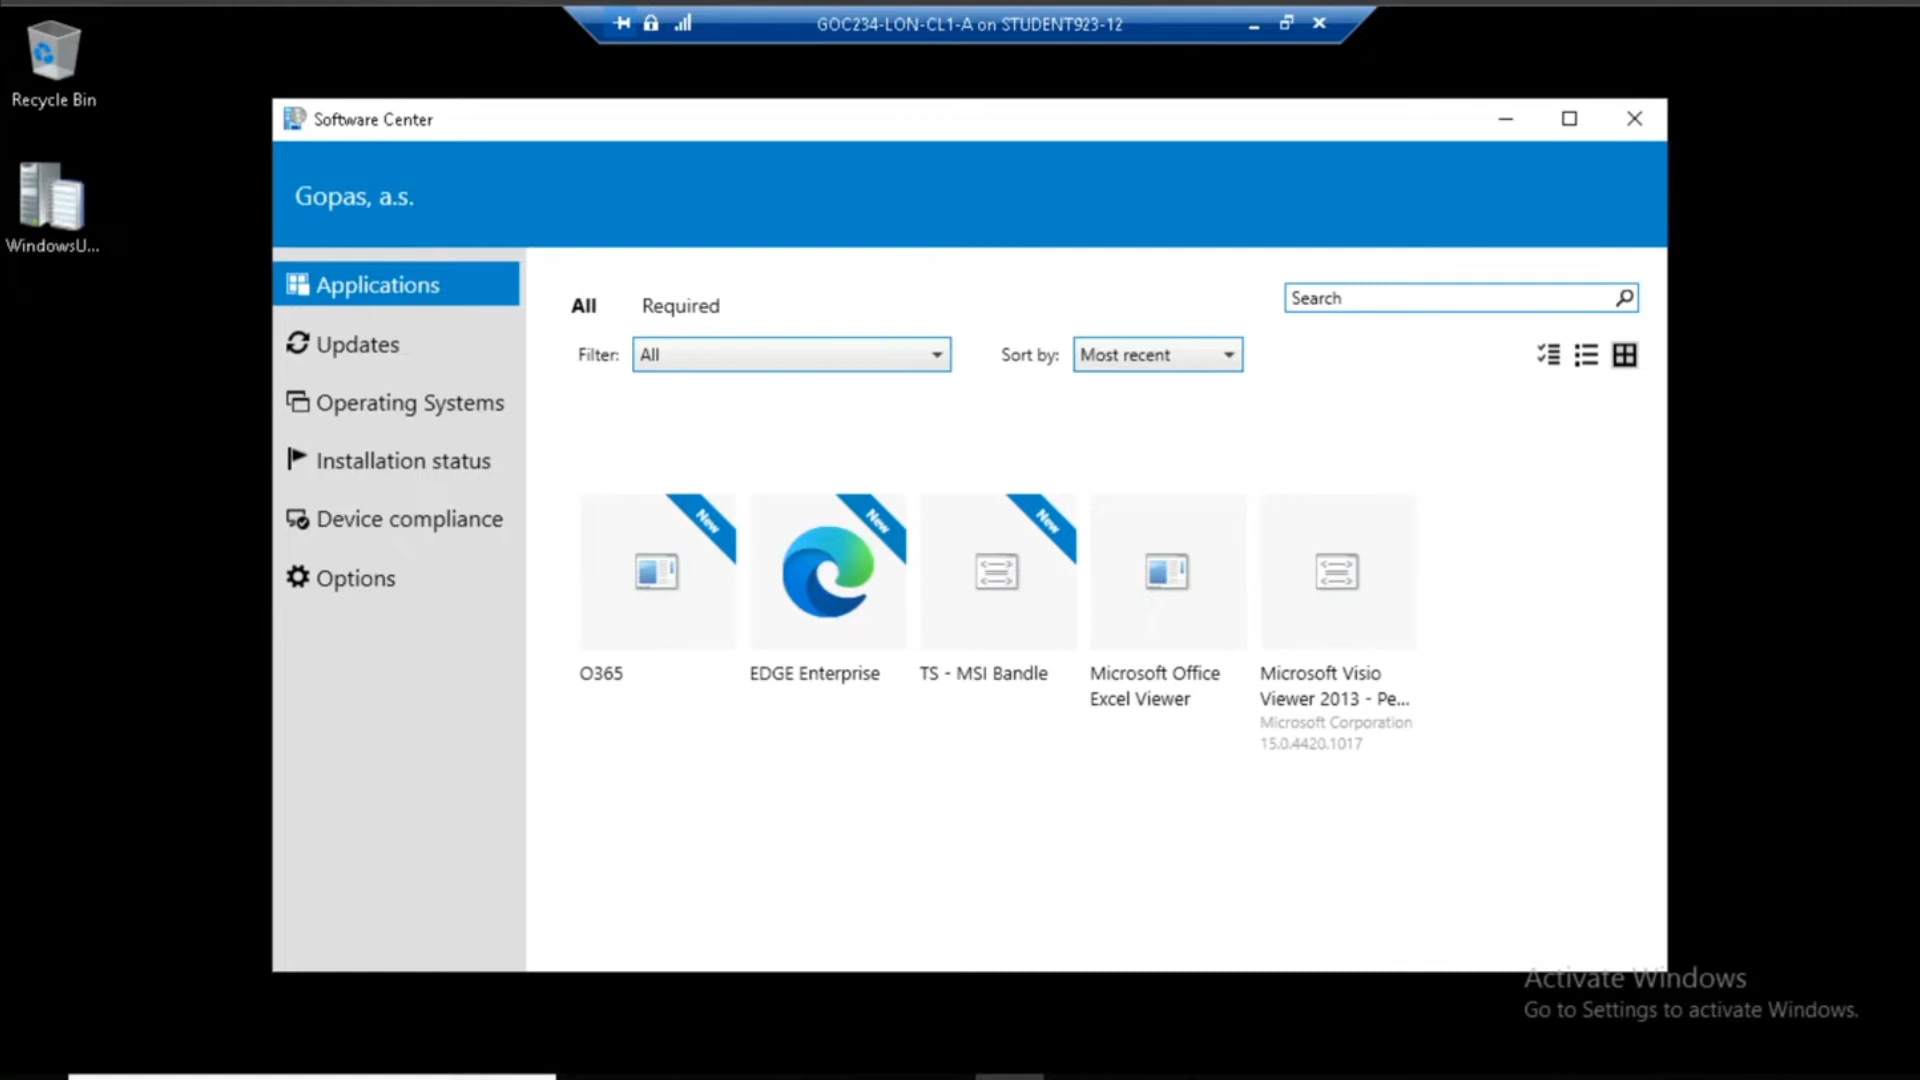 GOC234-LON-CL1-A on STUDENT923-12
Recycle Bin
WindowsU...
Software Center
Gopas, a.s.
Applications
Updates
Operating Systems
Installation status
Device compliance
Options
All
Required
Search
Filter:
All
Sort by:
Most recent
New
New
New
O365
EDGE Enterprise
TS - MSI Bandle
Microsoft Office
Excel Viewer
Microsoft Visio
Viewer 2013 - Pe...
Microsoft Corporation
15.0.4420.1017
Activate Windows
Go to Settings to activate Windows.